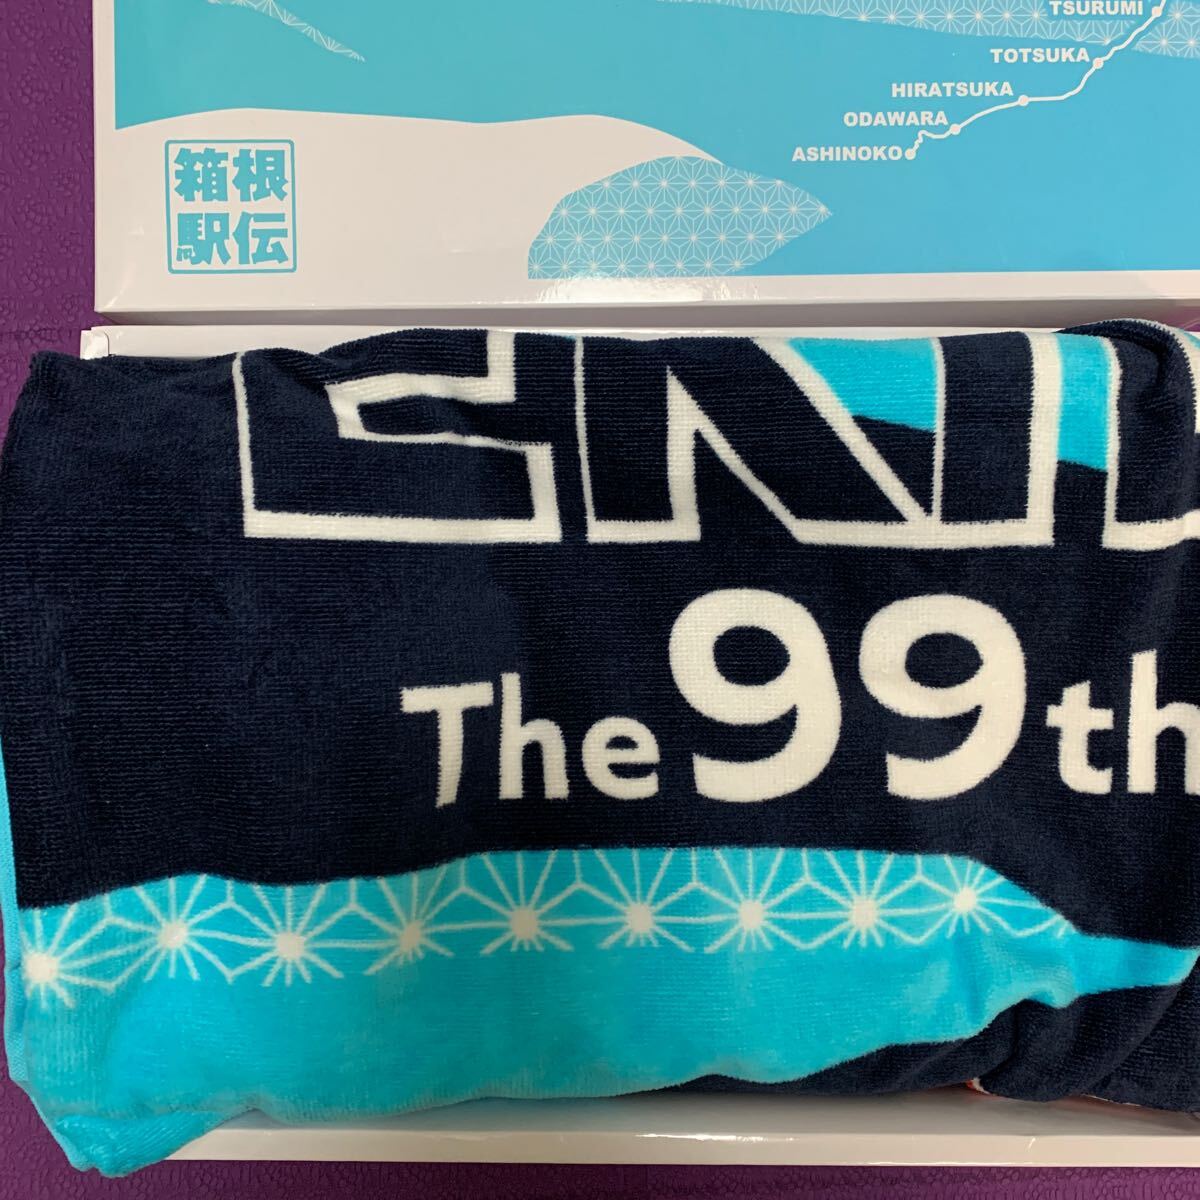 TSURUMI
TOTSUKA
HIRATSUKA
ODAWARA
ASHINOKO
箱根
駅伝
The 99th